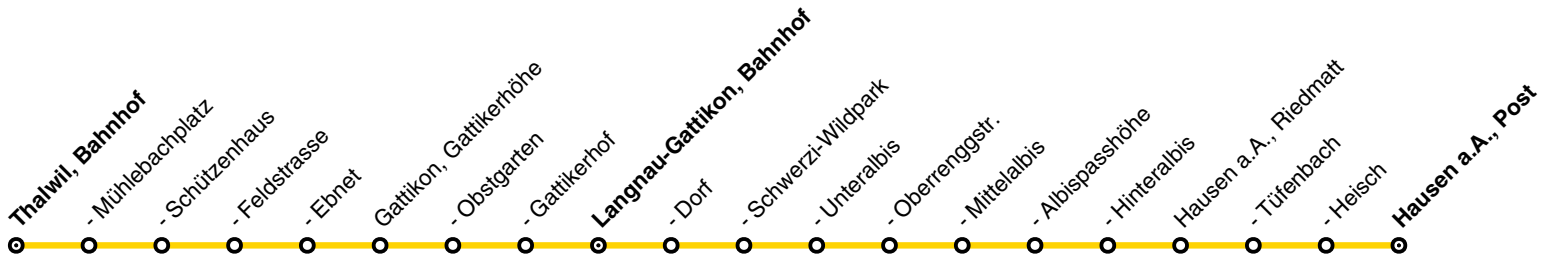 Thalwil, Bahnhof
- Mühlebachplatz
- Schützenhaus
- Feldstrasse
- Ebnet
Gattikon, Gattikerhöhe
- Obstgarten
- Gattikerhof
Langnau-Gattikon, Bahnhof
- Dorf
- Schwerzi-Wildpark
- Unteralbis
- Oberrenggstr.
- Mittelalbis
- Albispasshöhe
- Hinteralbis
Hausen a.A., Riedmatt
- Tüfenbach
- Heisch
Hausen a.A., Post